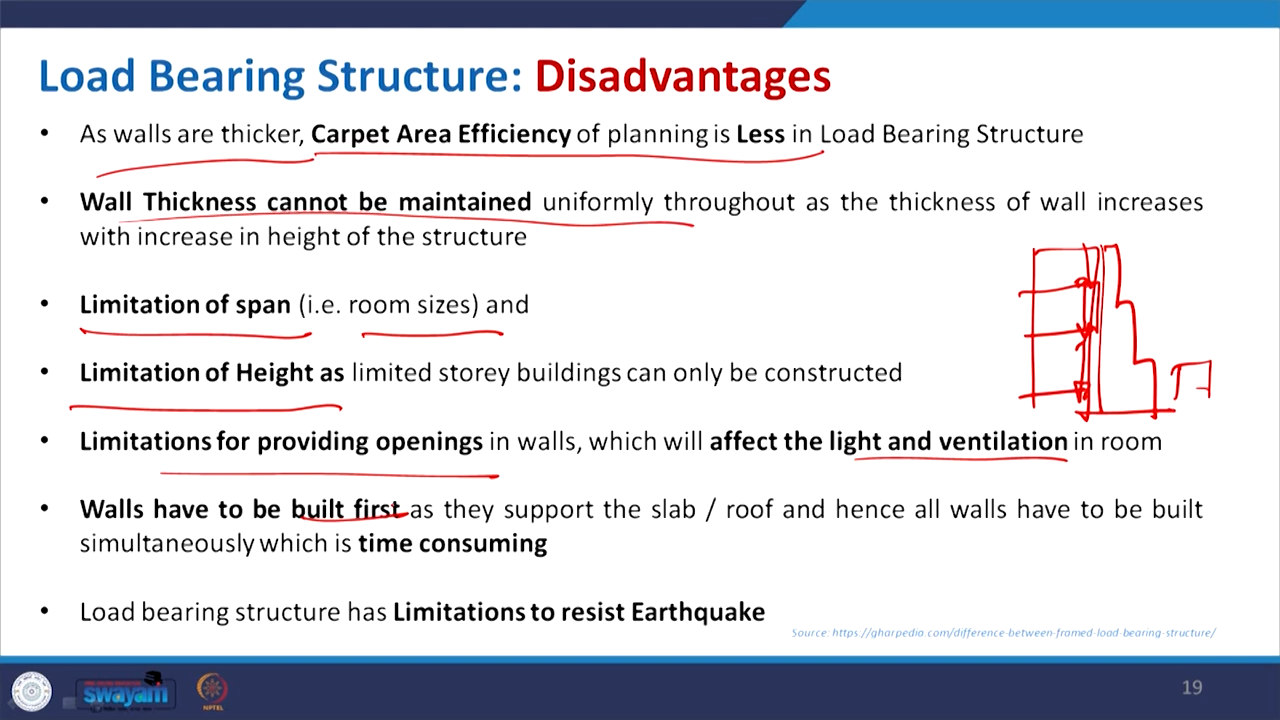 Load Bearing Structure: Disadvantages
• As walls are thicker, Carpet Area Efficiency of planning is Less in Load Bearing Structure
• Wall Thickness cannot be maintained uniformly throughout as the thickness of wall increases
with increase in height of the structure
• Limitation of span (i.e. room sizes) and
• Limitation of Height as limited storey buildings can only be constructed
• Limitations for providing openings in walls, which will affect the light and ventilation in room
• Walls have to be built first as they support the slab / roof and hence all walls have to be built
simultaneously which is time consuming
• Load bearing structure has Limitations to resist Earthquake
Source: https://gharpedia.com/difference-between-framed-load-bearing-structure/
swayam
NPTEL
19